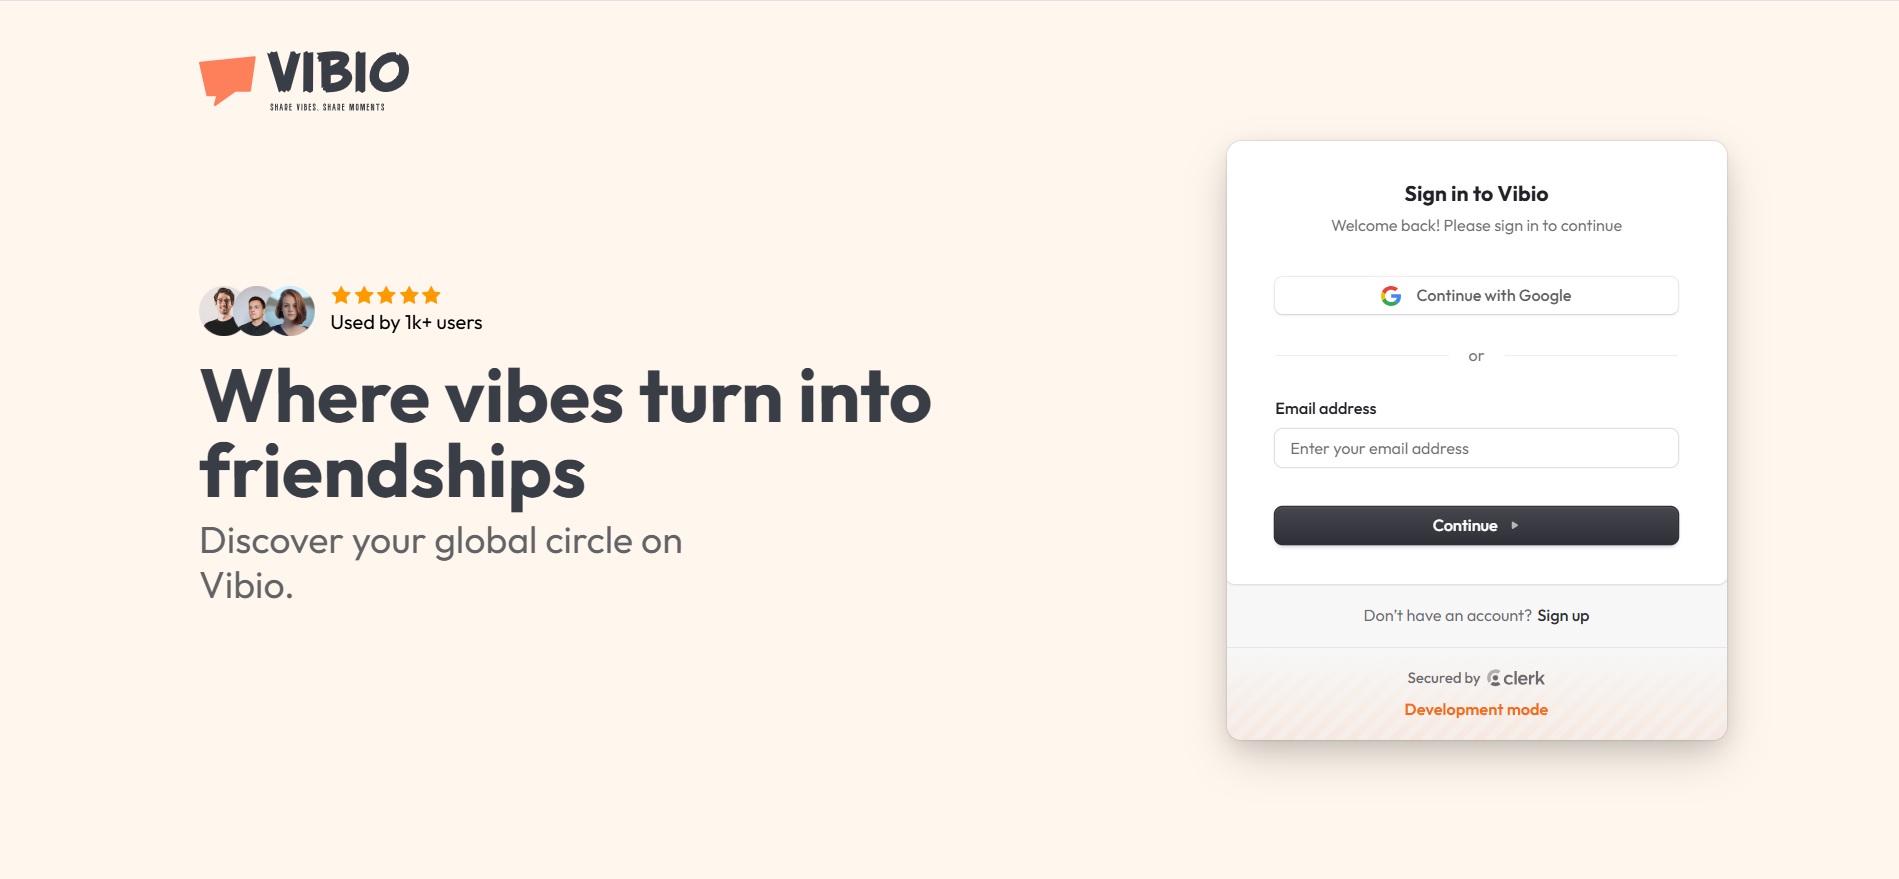 VIBIO
SHARE VIBES. SHARE MOMENTS
Used by 1k+ users
Where vibes turn into
friendships
Discover your global circle on
Vibio.
Sign in to Vibio
Welcome back! Please sign in to continue
Continue with Google
or
Email address
Enter your email address
Continue
Don't have an account? Sign up
Secured by clerk
Development mode